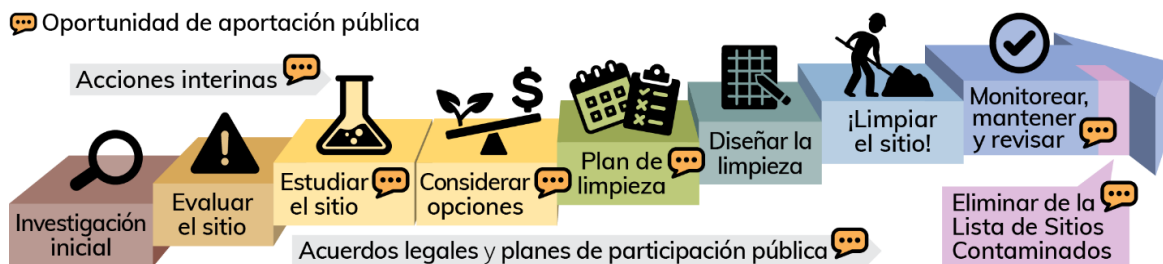 Oportunidad de aportación pública
Acciones interinas
Investigación
inicial
Evaluar
el sitio
Estudiar
el sitio
Considerar
opciones
$
Plan de
limpieza
Diseñar la
limpieza
¡Limpiar
el sitio!
Monitorear,
mantener
y revisar
Eliminar de la
Lista de Sitios
Contaminados
Acuerdos legales y planes de participación pública